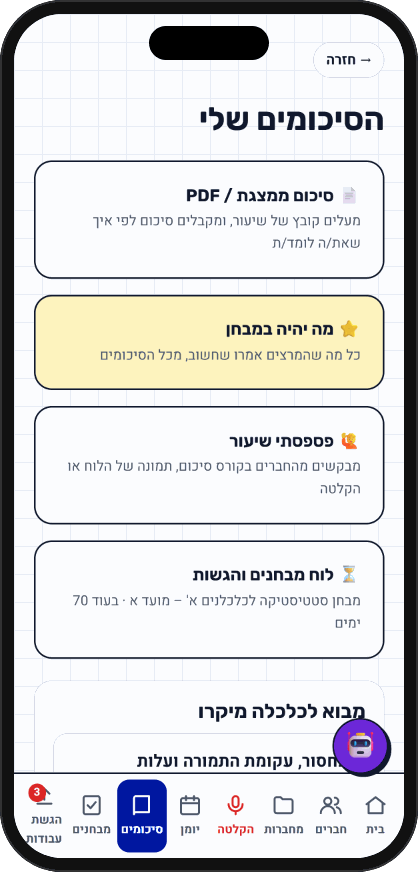 → חזרה
הסיכומים שלי
סיכום ממצגת / PDF
מעלים קובץ של שיעור, ומקבלים סיכום לפי איך
שאת/ה לומד/ת
מה יהיה במבחן
כל מה שהמרצים אמרו שחשוב, מכל הסיכומים
פספסתי שיעור
מבקשים מהחברים בקורס סיכום, תמונה של הלוח או
הקלטה
לוח מבחנים והגשות
מבחן סטטיסטיקה לכלכלנים א' – מועד א · בעוד 70
ימים
מבוא לכלכלה מיקרו
חסור, עקומת התמורה ועלות
בית
חברים
מחברות
הקלטה
יומן
סיכומים
מבחנים
3
הגשת
עבודות